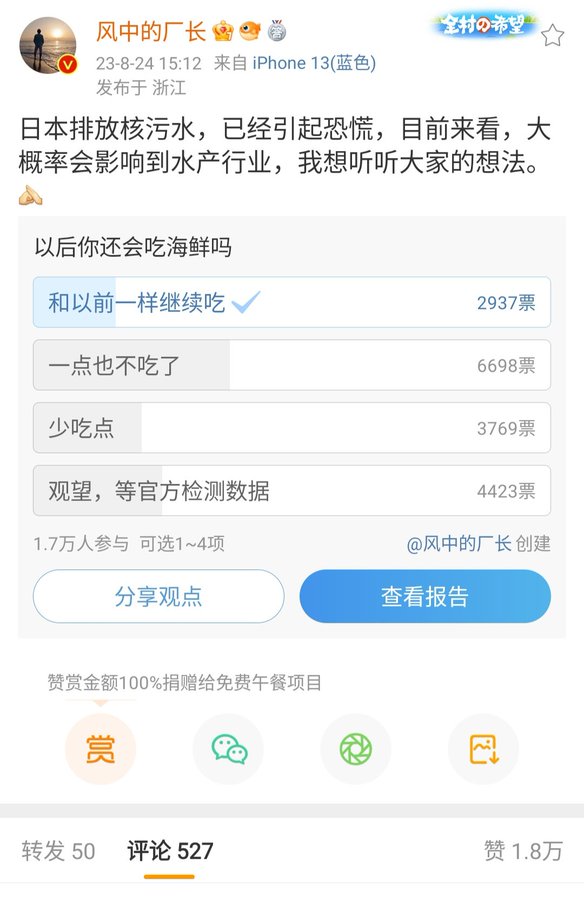 风中的厂长
全村の希望
23-8-24 15:12 来自 iPhone 13(蓝色)
发布于 浙江
日本排放核污水，已经引起恐慌，目前来看，大
概率会影响到水产行业，我想听听大家的想法。
以后你还会吃海鲜吗
和以前一样继续吃 2937票
一点也不吃了 6698票
少吃点 3769票
观望，等官方检测数据 4423票
1.7万人参与 可选1~4项 @风中的厂长 创建
分享观点 查看报告
赞赏金额100%捐赠给免费午餐项目
赏
转发 50 评论 527 赞 1.8万